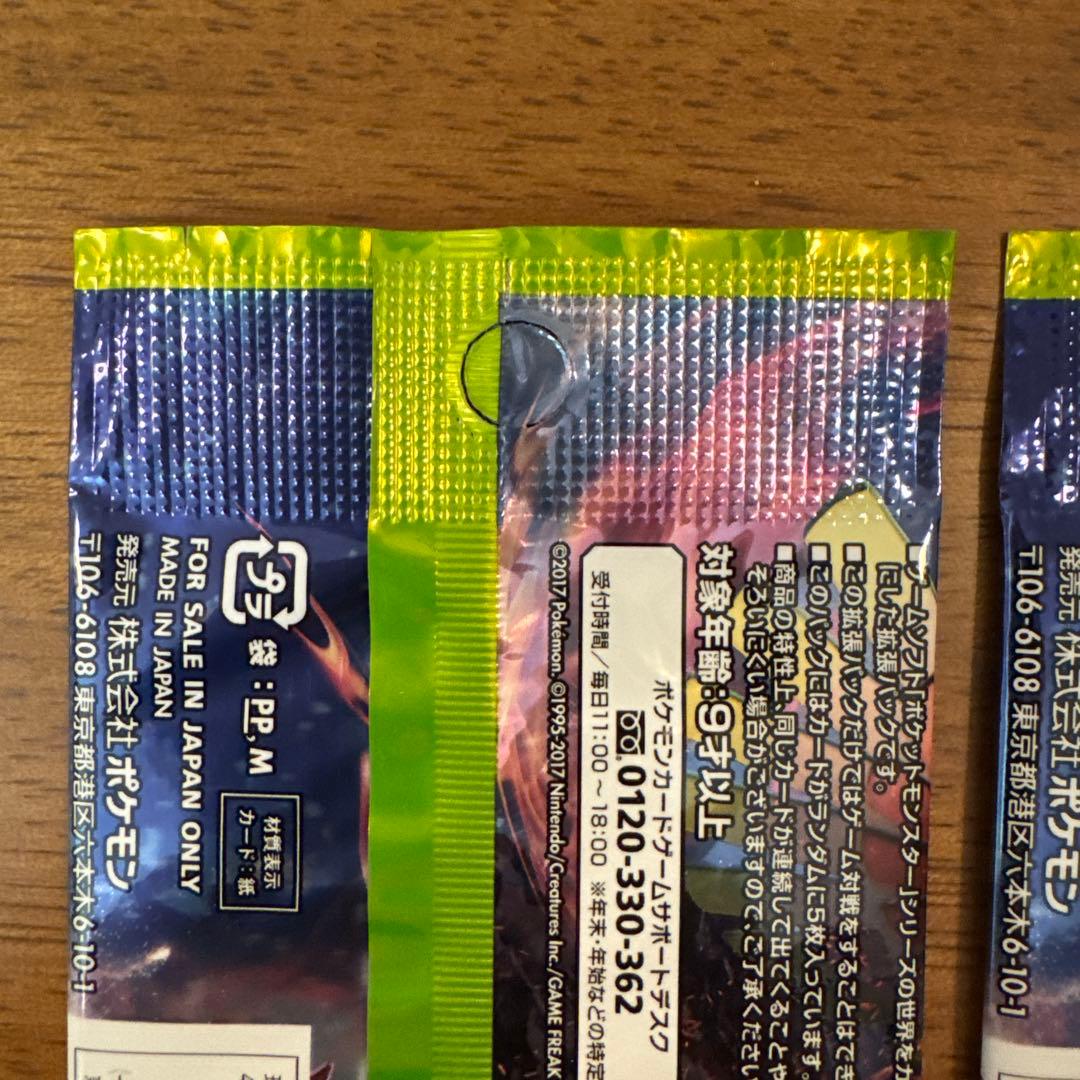 ■ゲームソフト『ポケットモンスター』シリーズの世界をカ
にした拡張パックです。
■この拡張パックだけではゲーム対戦をすることはでき
■このパックにはカードがランダムに5枚入っています。
■商品の特性上、同じカードが連続して出てくることや
そろいにくい場合がございますので、ご了承ください
対象年齢:9才以上
ポケモンカードゲームサポートデスク
0120-330-362
受付時間/毎日11:00~18:00 ※年末・年始などの特定
©2017 Pokémon. ©1995-2017 Nintendo/Creatures Inc./GAME FREAK
プラ
袋:PP,M
材質表示
カード:紙
FOR SALE IN JAPAN ONLY
MADE IN JAPAN
発売元 株式会社ポケモン
〒106-6108 東京都港区六本木6-10-1
発売元 株式会社 ポケモン
〒106-6108 東京都港区六本木6-10-1